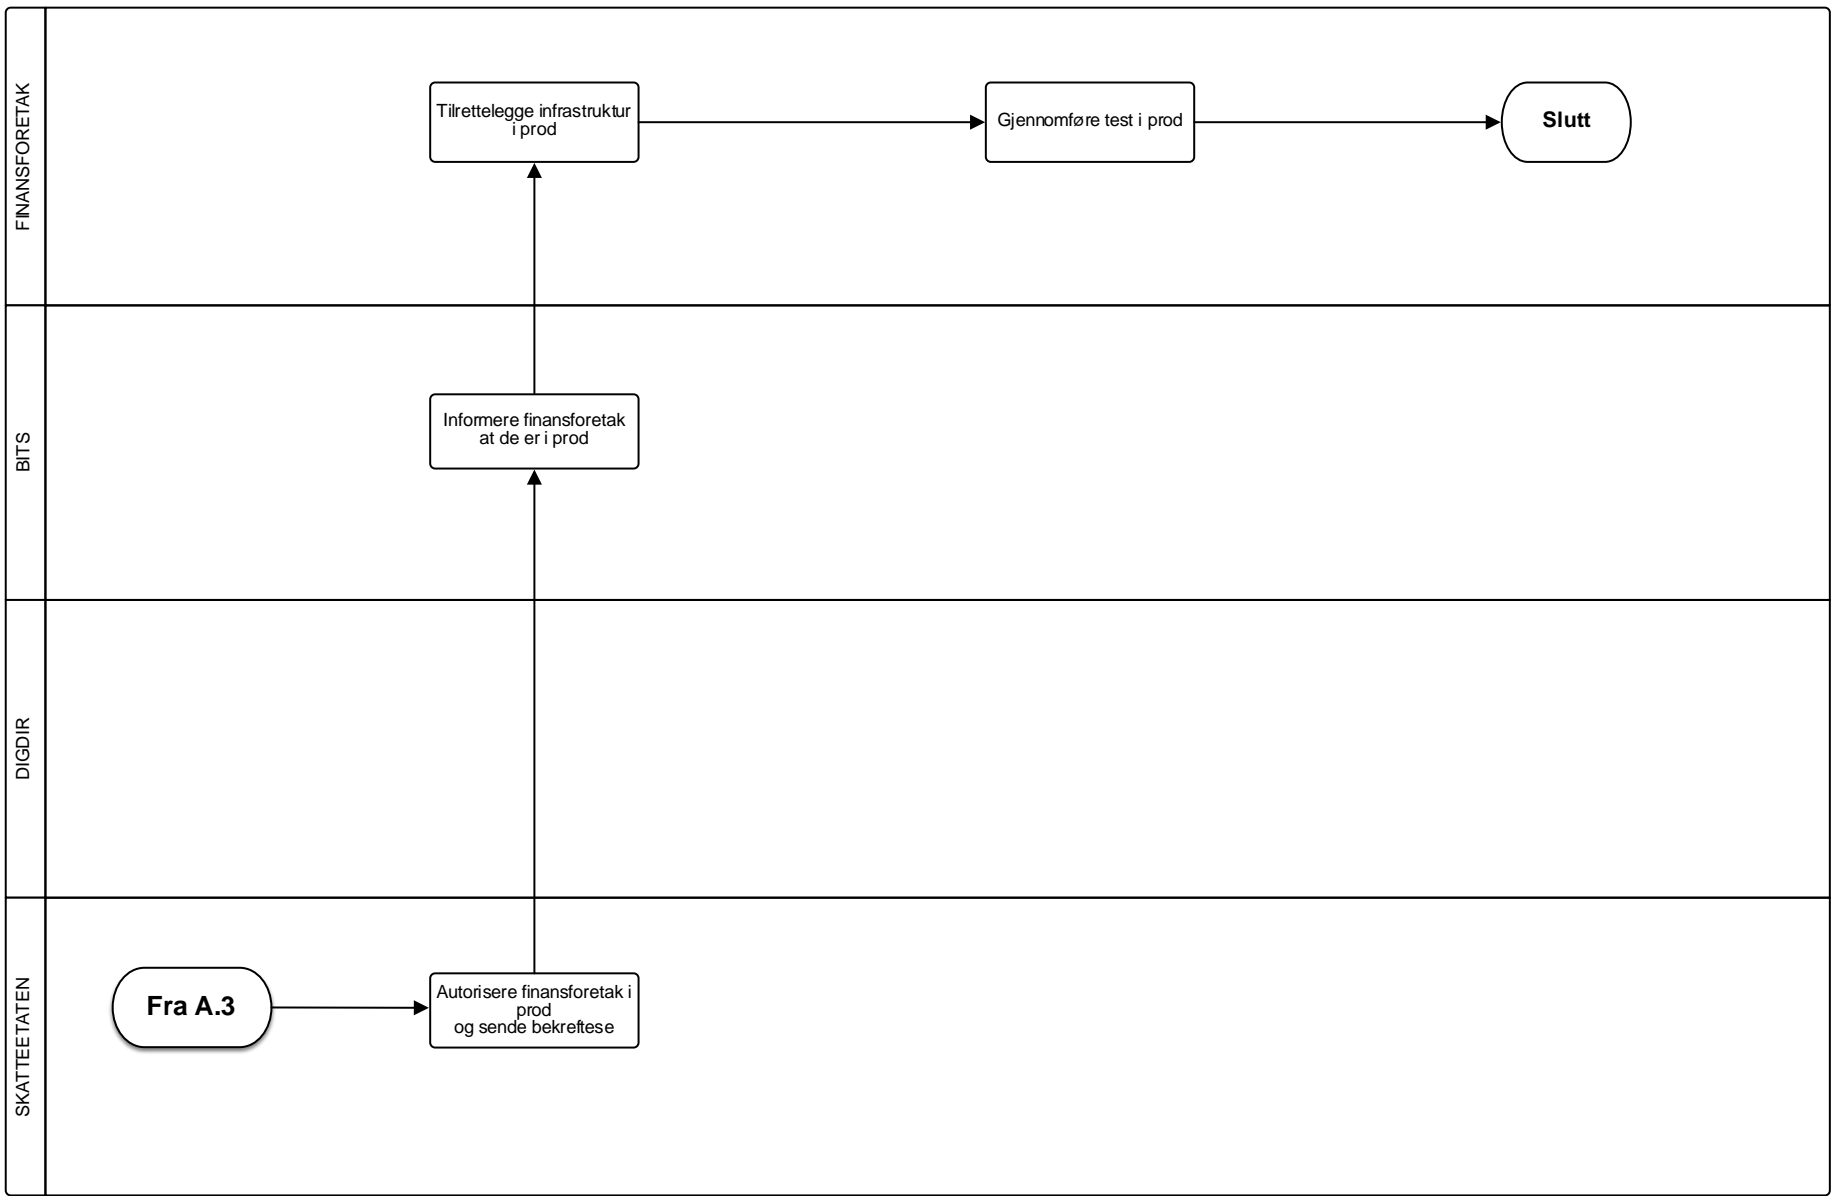 FINANSFORETAK
Tilrettelegge infrastruktur
i prod
Gjennomføre test i prod
Slutt
BITS
Informere finansforetak
at de er i prod
DIGDIR
SKATTEETATEN
Fra A.3
Autorisere finansforetak i
prod
og sende bekreftese